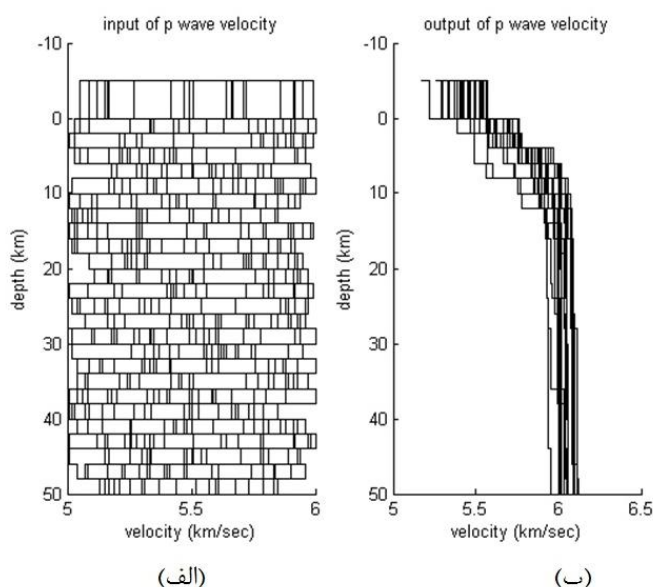 input of p wave velocity
-10
0
10
20
30
40
50
depth (km)
5
5.5
6
velocity (km/sec)
(الف)
output of p wave velocity
-10
0
10
20
30
40
50
depth (km)
5
5.5
6
6.5
velocity (km/sec)
(ب)